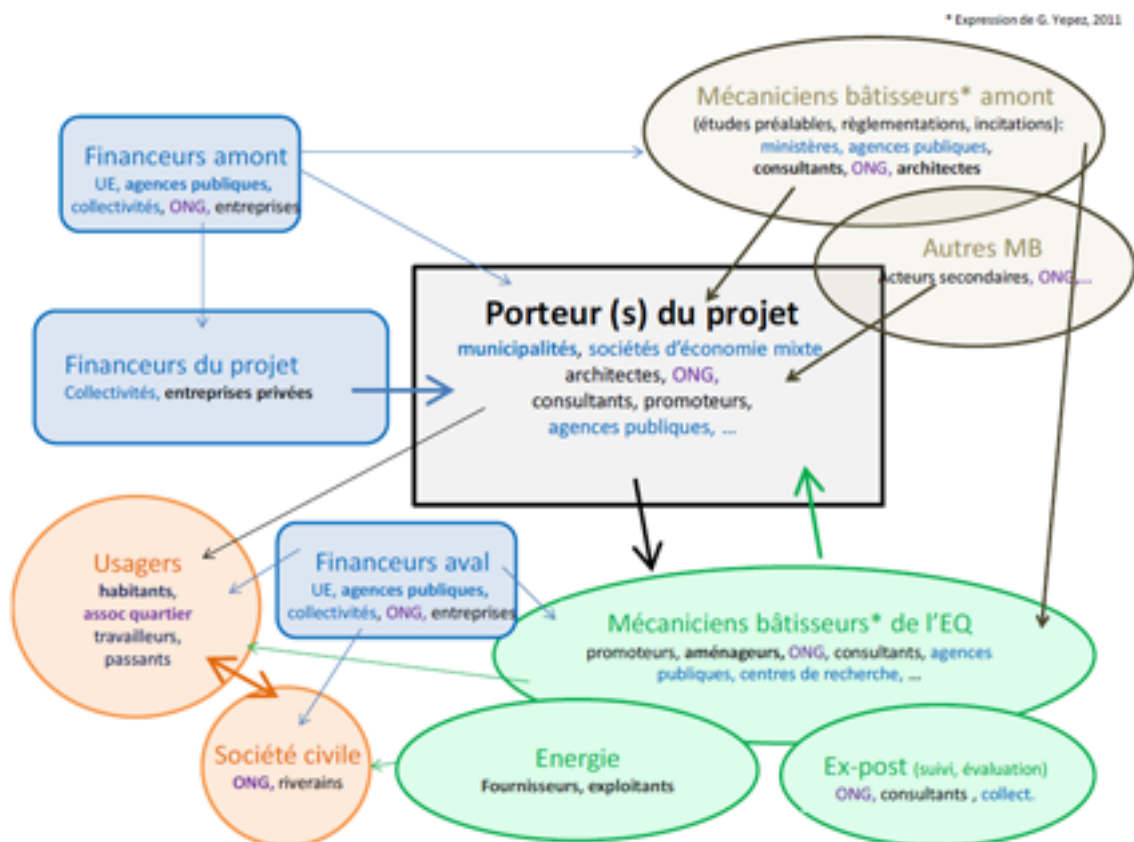 * Expression de G. Yepez, 2011
Mécaniciens bâtisseurs* amont
(études préalables, règlementations, incitations):
ministères, agences publiques,
consultants, ONG, architectes
Financeurs amont
UE, agences publiques,
collectivités, ONG, entreprises
Autres MB
Acteurs secondaires, ONG,...
Porteur (s) du projet
municipalités, sociétés d'économie mixte
architectes, ONG,
consultants, promoteurs,
agences publiques, ...
Financeurs du projet
Collectivités, entreprises privées
Usagers
habitants,
assoc quartier
travailleurs,
passants
Financeurs aval
UE, agences publiques,
collectivités, ONG, entreprises
Mécaniciens bâtisseurs* de l'EQ
promoteurs, aménageurs, ONG, consultants, agences
publiques, centres de recherche, ...
Société civile
ONG, riverains
Energie
Fournisseurs, exploitants
Ex-post (suivi, évaluation)
ONG, consultants , collect.